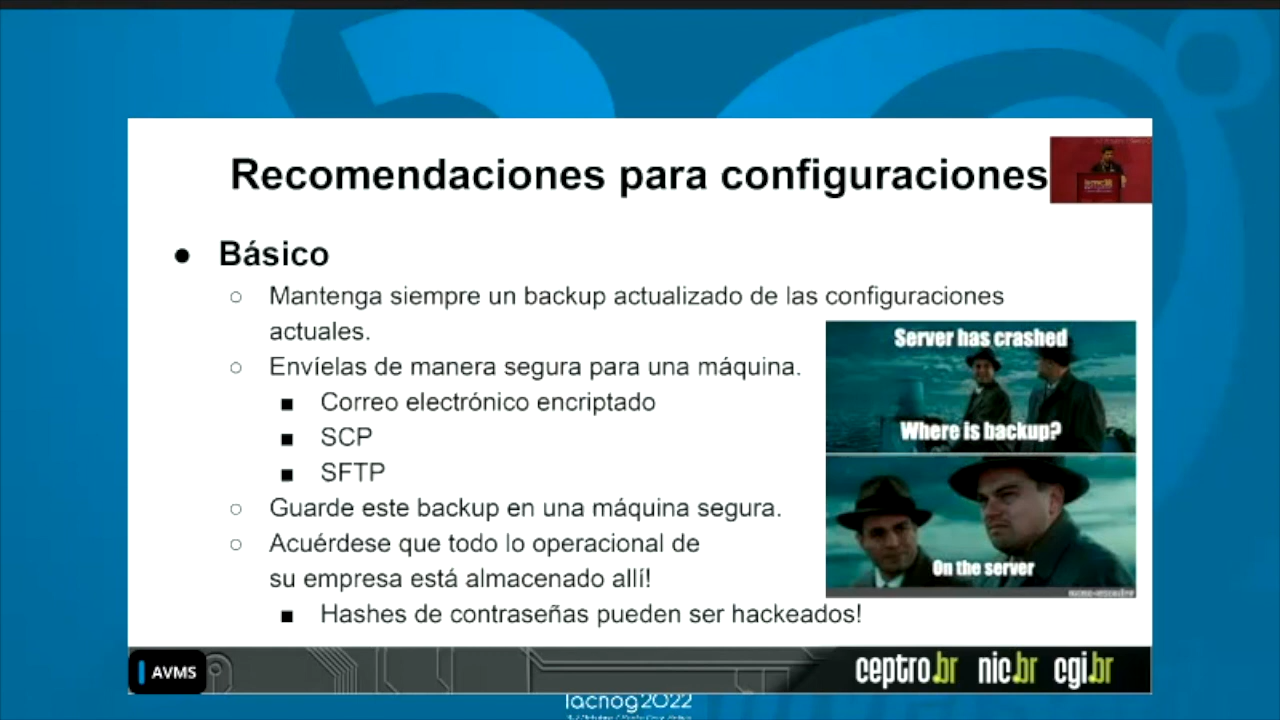 Recomendaciones para configuraciones
● Básico
○ Mantenga siempre un backup actualizado de las configuraciones
actuales.
○ Envíelas de manera segura para una máquina.
■ Correo electrónico encriptado
■ SCP
■ SFTP
○ Guarde este backup en una máquina segura.
○ Acuérdese que todo lo operacional de
su empresa está almacenado allí!
■ Hashes de contraseñas pueden ser hackeados!
Server has crashed
Where is backup?
On the server
AVMS
ceptro.br nic.br cgi.br
lacnog2022